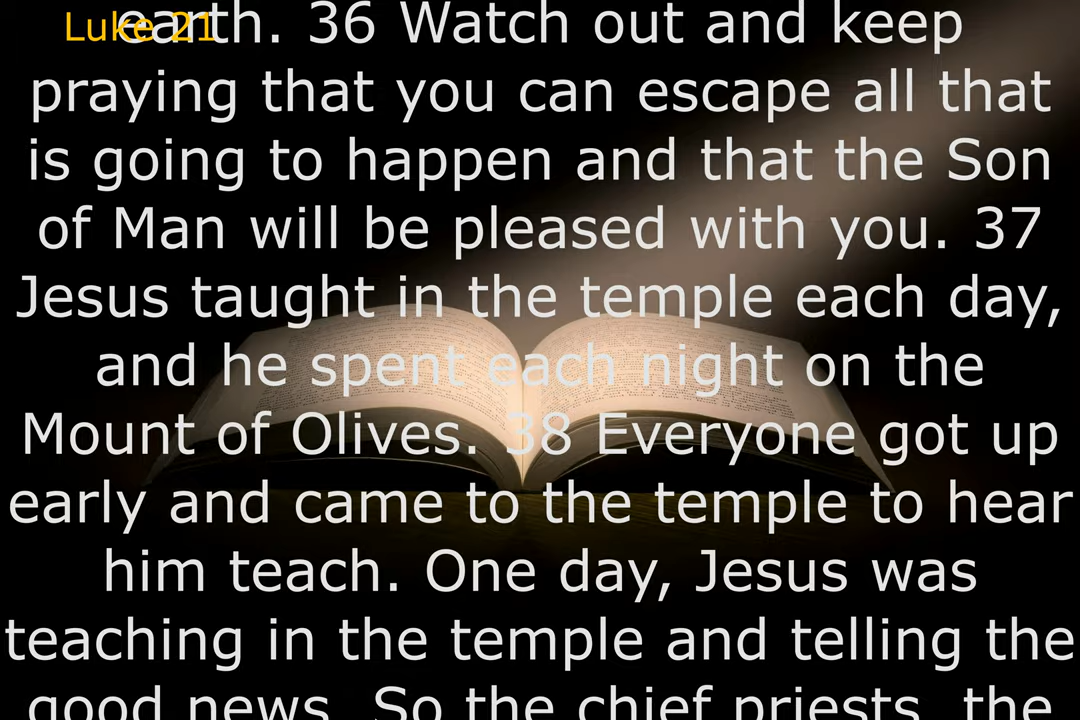 Luke 21
earth. 36 Watch out and keep
praying that you can escape all that
is going to happen and that the Son
of Man will be pleased with you. 37
Jesus taught in the temple each day,
and he spent each night on the
Mount of Olives. 38 Everyone got up
early and came to the temple to hear
him teach. One day, Jesus was
teaching in the temple and telling the
good news. So the chief priests, the